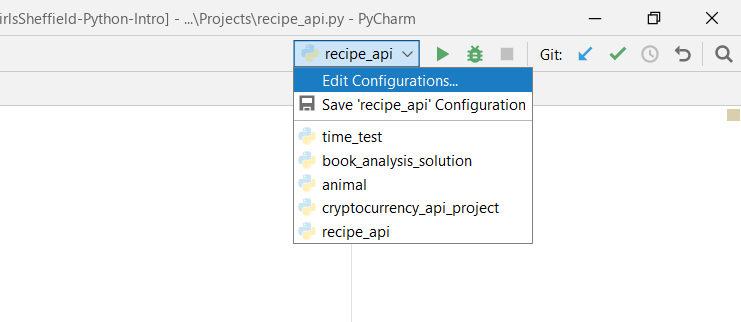 irlsSheffield-Python-Intro] - ...\Projects\recipe_api.py - PyCharm
recipe_api
Git:
Edit Configurations...
Save 'recipe_api' Configuration
time_test
book_analysis_solution
animal
cryptocurrency_api_project
recipe_api